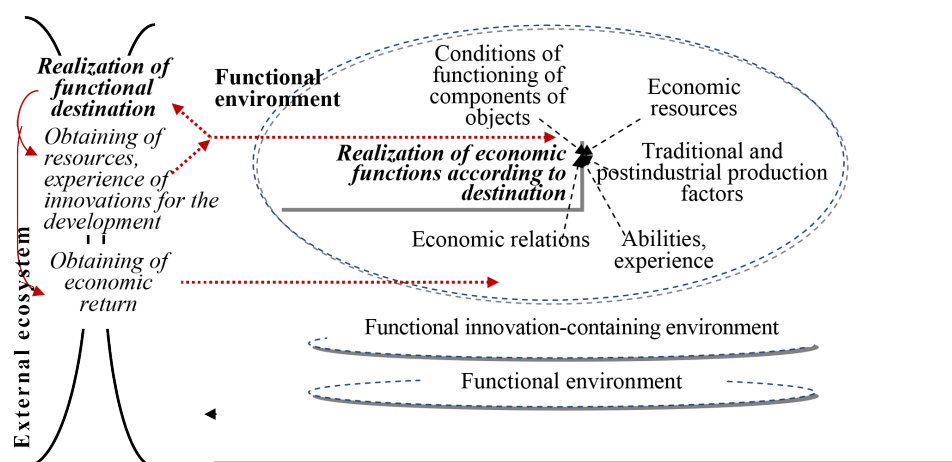 Realization of
functional
destination
Obtaining of
resources,
experience of
innovations for the
development
Obtaining of
economic
return
External ecosystem
Functional
environment
Conditions of
functioning of
components of
objects
Economic
resources
Realization of economic
functions according to
destination
Traditional and
postindustrial production
factors
Economic relations
Abilities,
experience
Functional innovation-containing environment
Functional environment